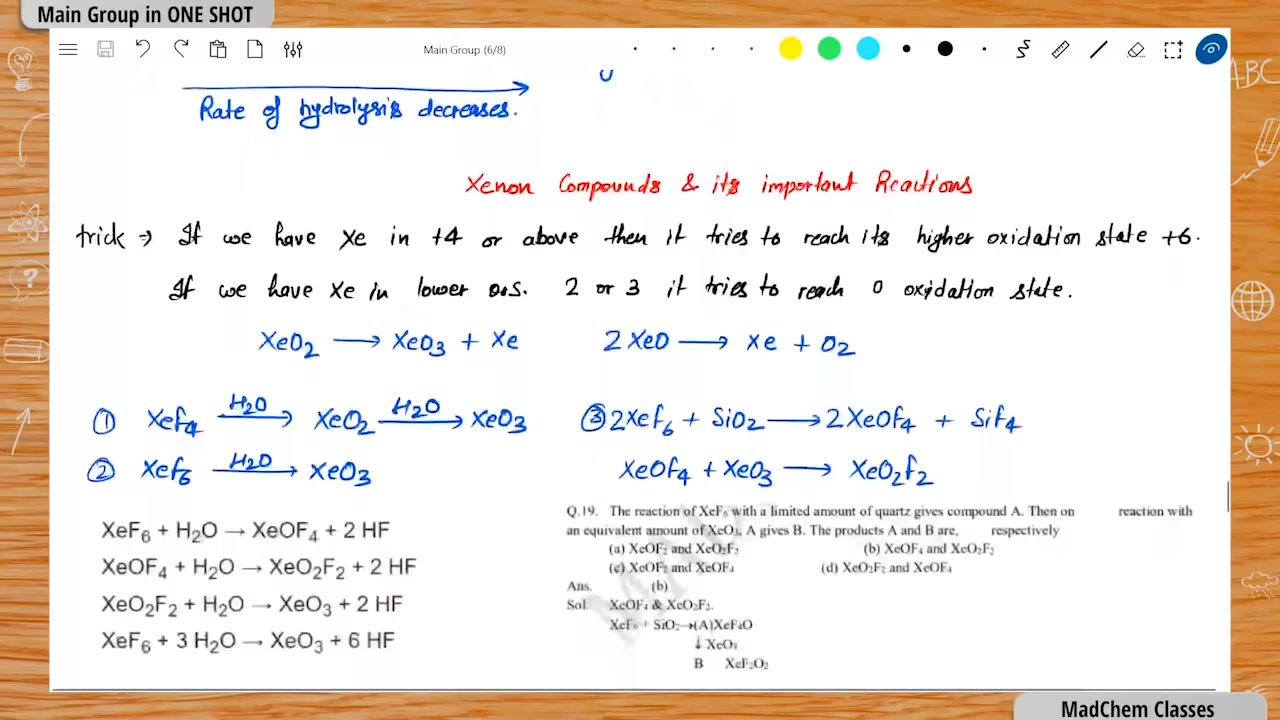 Main Group in ONE SHOT
Main Group (6/8)
Rate of hydrolysis decreases.
Xenon Compounds & its important Reactions
trick ⇒ If we have Xe in +4 or above then it tries to reach its higher oxidation state +6.
If we have Xe in lower o.s. 2 or 3 it tries to reach 0 oxidation state.
XeO₂ ⟶ XeO₃ + Xe 2 XeO ⟶ Xe + O₂
① XeF₄ —H₂O→ XeO₂ —H₂O→ XeO₃ ③ 2XeF₆ + SiO₂ ⟶ 2 XeOF₄ + SiF₄
② XeF₆ —H₂O→ XeO₃ XeOF₄ + XeO₃ ⟶ XeO₂F₂
XeF₆ + H₂O → XeOF₄ + 2 HF
XeOF₄ + H₂O → XeO₂F₂ + 2 HF
XeO₂F₂ + H₂O → XeO₃ + 2 HF
XeF₆ + 3 H₂O → XeO₃ + 6 HF
Q.19. The reaction of XeF₆ with a limited amount of quartz gives compound A. Then on reaction with
an equivalent amount of XeO₃, A gives B. The products A and B are, respectively
(a) XeOF₂ and XeO₂F₂ (b) XeOF₄ and XeO₂F₂
(c) XeOF₂ and XeOF₄ (d) XeO₂F₂ and XeOF₄
Ans. (b)
Sol. XeOF₄ & XeO₂F₂.
XeF₆ + SiO₂→(A)XeF₄O
↓ XeO₃
B XeF₂O₂
ABC
MadChem Classes